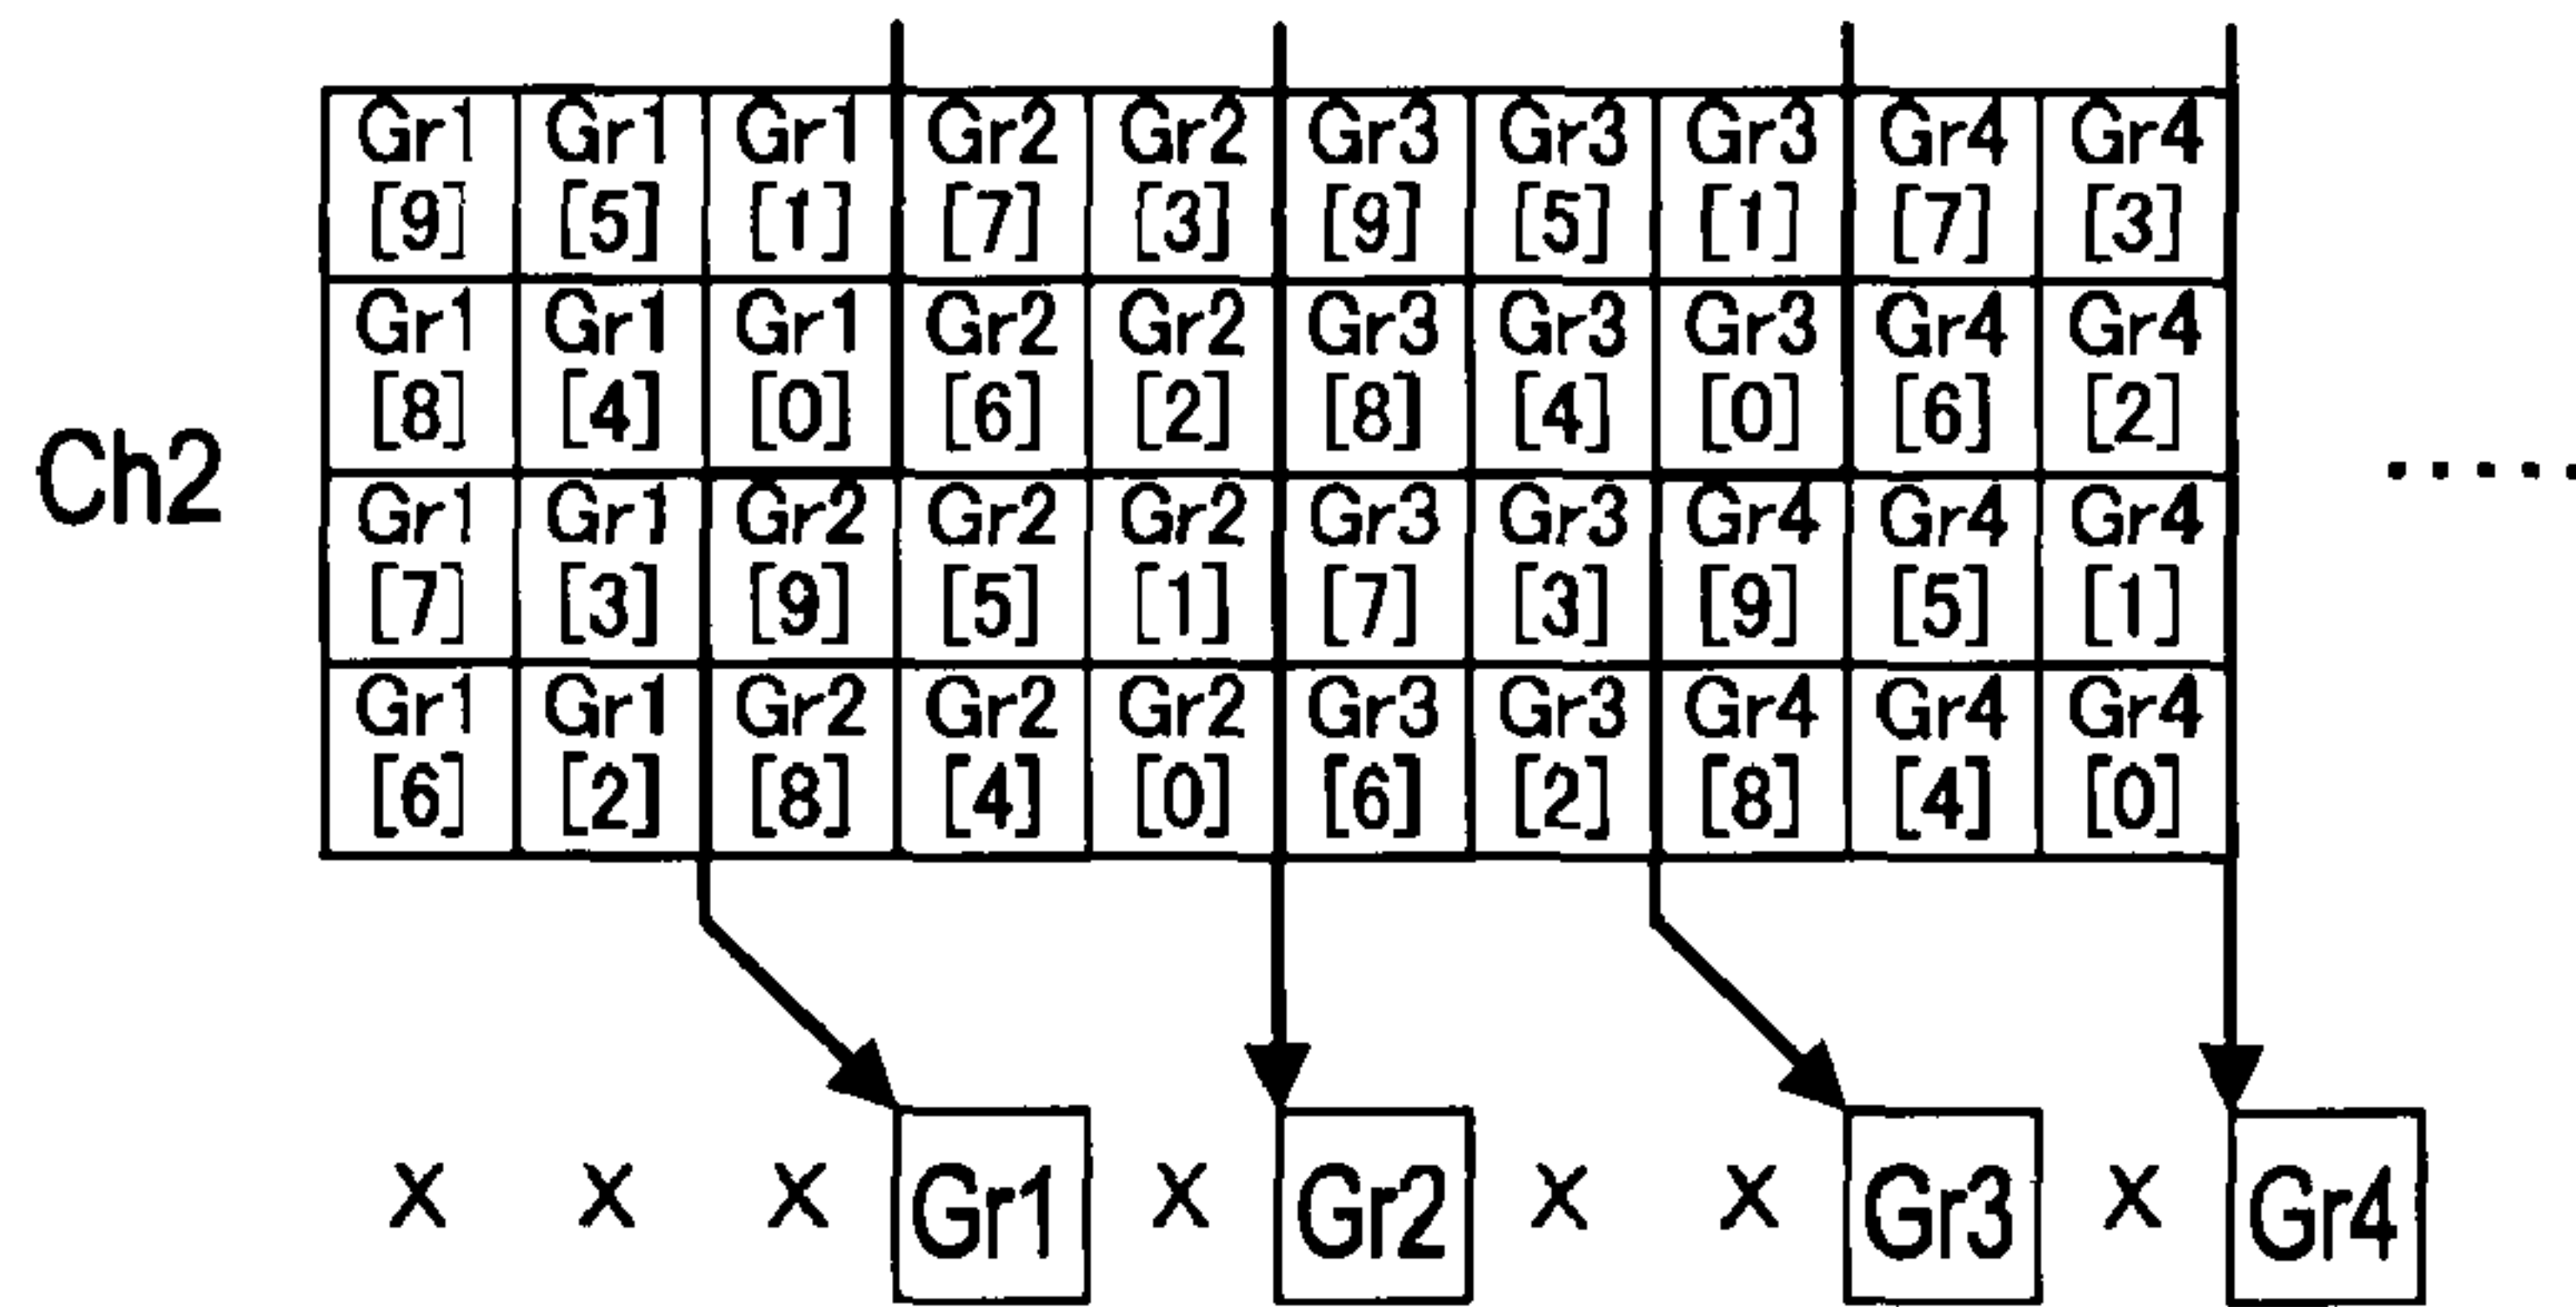 Gr1 Gr1 Gr1 Gr2 Gr2 Gr3 Gr3 Gr3 Gr4 Gr4
[9] [5] [1] [7] [3] [9] [5] [1] [7] [3]
Gr1 Gr1 Gr1 Gr2 Gr2 Gr3 Gr3 Gr3 Gr4 Gr4
[8] [4] [0] [6] [2] [8] [4] [0] [6] [2]
Ch2
.....
Gr1 Gr1 Gr2 Gr2 Gr2 Gr3 Gr3 Gr4 Gr4 Gr4
[7] [3] [9] [5] [1] [7] [3] [9] [5] [1]
Gr1 Gr1 Gr2 Gr2 Gr2 Gr3 Gr3 Gr4 Gr4 Gr4
[6] [2] [8] [4] [0] [6] [2] [8] [4] [0]
X X X Gr1 X Gr2 X X Gr3 X Gr4